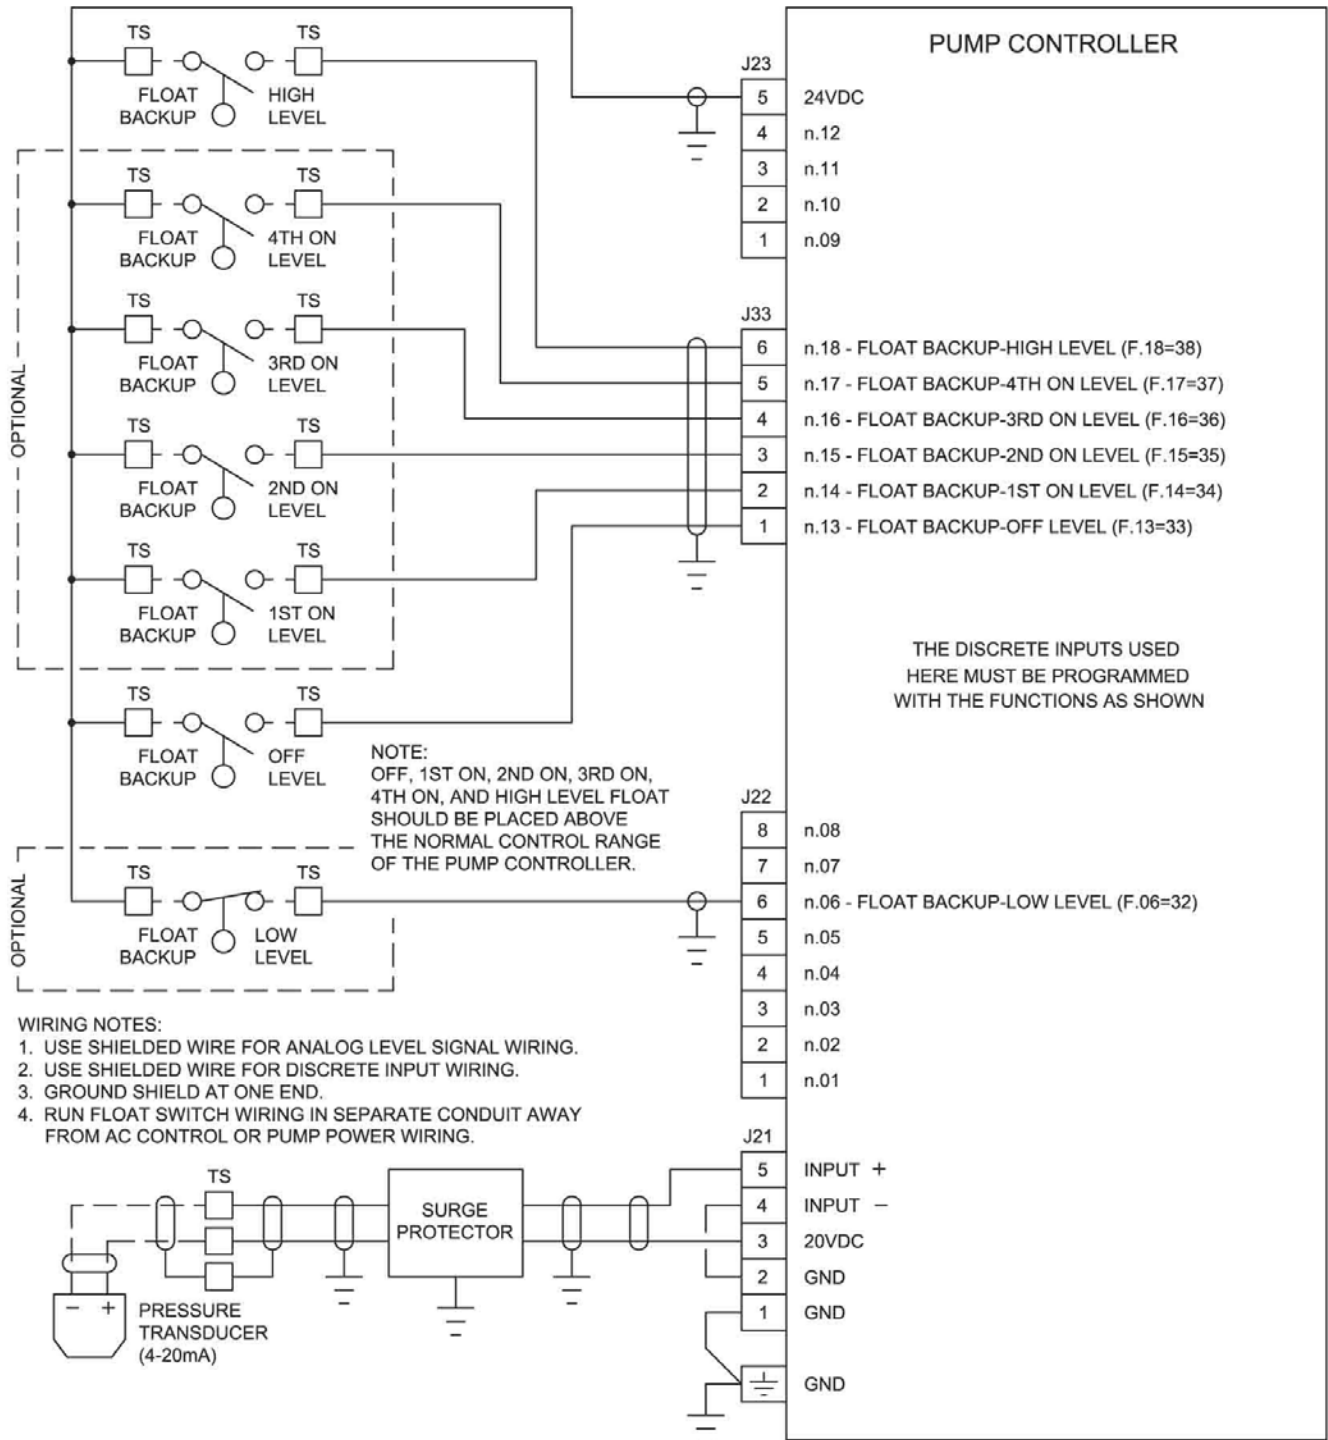 PUMP CONTROLLER
TS TS
FLOAT BACKUP HIGH LEVEL
OPTIONAL
TS TS
FLOAT BACKUP 4TH ON LEVEL
TS TS
FLOAT BACKUP 3RD ON LEVEL
TS TS
FLOAT BACKUP 2ND ON LEVEL
TS TS
FLOAT BACKUP 1ST ON LEVEL
TS TS
FLOAT BACKUP OFF LEVEL
NOTE:
OFF, 1ST ON, 2ND ON, 3RD ON,
4TH ON, AND HIGH LEVEL FLOAT
SHOULD BE PLACED ABOVE
THE NORMAL CONTROL RANGE
OF THE PUMP CONTROLLER.
OPTIONAL
TS TS
FLOAT BACKUP LOW LEVEL
J23
5 24VDC
4 n.12
3 n.11
2 n.10
1 n.09
J33
6 n.18 - FLOAT BACKUP-HIGH LEVEL (F.18=38)
5 n.17 - FLOAT BACKUP-4TH ON LEVEL (F.17=37)
4 n.16 - FLOAT BACKUP-3RD ON LEVEL (F.16=36)
3 n.15 - FLOAT BACKUP-2ND ON LEVEL (F.15=35)
2 n.14 - FLOAT BACKUP-1ST ON LEVEL (F.14=34)
1 n.13 - FLOAT BACKUP-OFF LEVEL (F.13=33)
THE DISCRETE INPUTS USED
HERE MUST BE PROGRAMMED
WITH THE FUNCTIONS AS SHOWN
J22
8 n.08
7 n.07
6 n.06 - FLOAT BACKUP-LOW LEVEL (F.06=32)
5 n.05
4 n.04
3 n.03
2 n.02
1 n.01
WIRING NOTES:
1. USE SHIELDED WIRE FOR ANALOG LEVEL SIGNAL WIRING.
2. USE SHIELDED WIRE FOR DISCRETE INPUT WIRING.
3. GROUND SHIELD AT ONE END.
4. RUN FLOAT SWITCH WIRING IN SEPARATE CONDUIT AWAY
FROM AC CONTROL OR PUMP POWER WIRING.
TS
SURGE
PROTECTOR
- +
PRESSURE
TRANSDUCER
(4-20mA)
J21
5 INPUT +
4 INPUT -
3 20VDC
2 GND
1 GND
GND